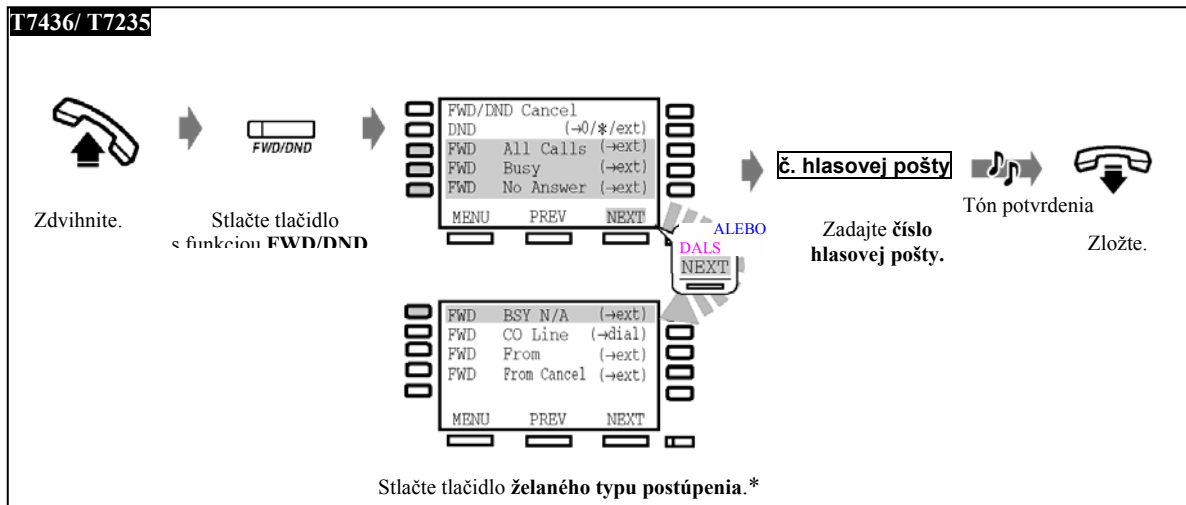 T7436/ T7235
Zdvihnite.
FWD/DND
Stlačte tlačidlo
s funkciou FWD/DND
FWD/DND Cancel
DND (→0/*/ext)
FWD All Calls (→ext)
FWD Busy (→ext)
FWD No Answer (→ext)
MENU PREV NEXT
ALEBO
DALS
NEXT
FWD BSY N/A (→ext)
FWD CO Line (→dial)
FWD From (→ext)
FWD From Cancel (→ext)
MENU PREV NEXT
Stlačte tlačidlo želaného typu postúpenia.*
č. hlasovej pošty
Zadajte číslo
hlasovej pošty.
Tón potvrdenia
Zložte.